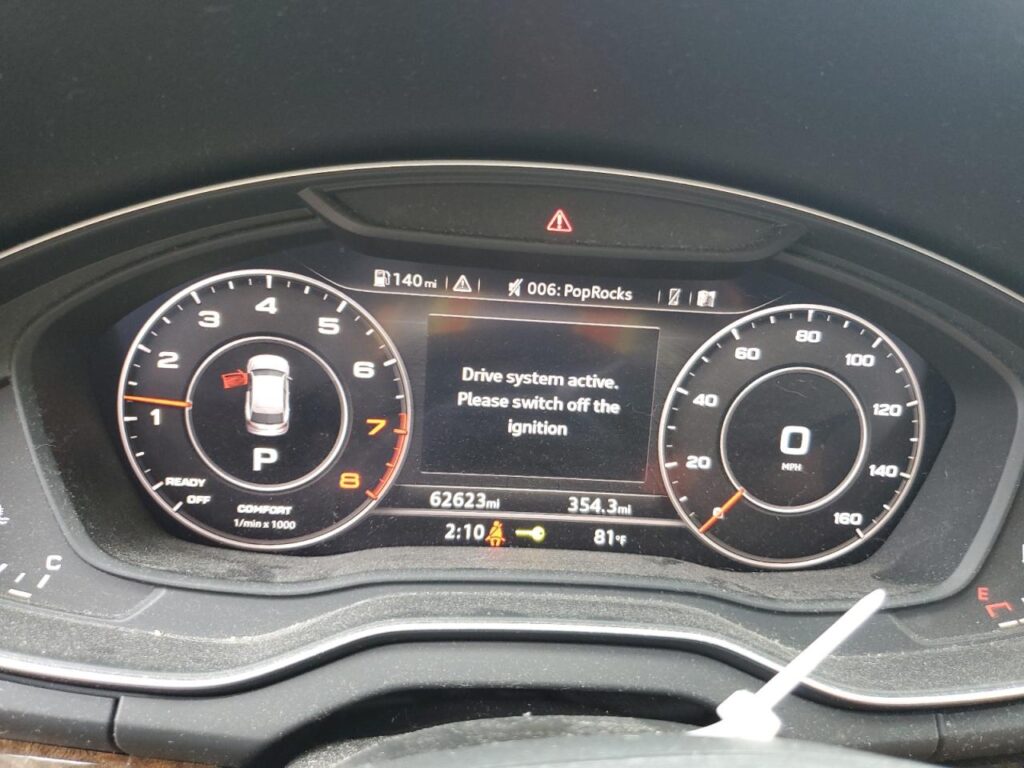 140 mi
006: PopRocks
1
2
3
4
5
6
7
8
READY
OFF
P
COMFORT
1/min x 1000
Drive system active.
Please switch off the
ignition
20
40
60
80
100
120
140
160
0
MPH
62623mi 354.3mi
2:10 81°F
C
E